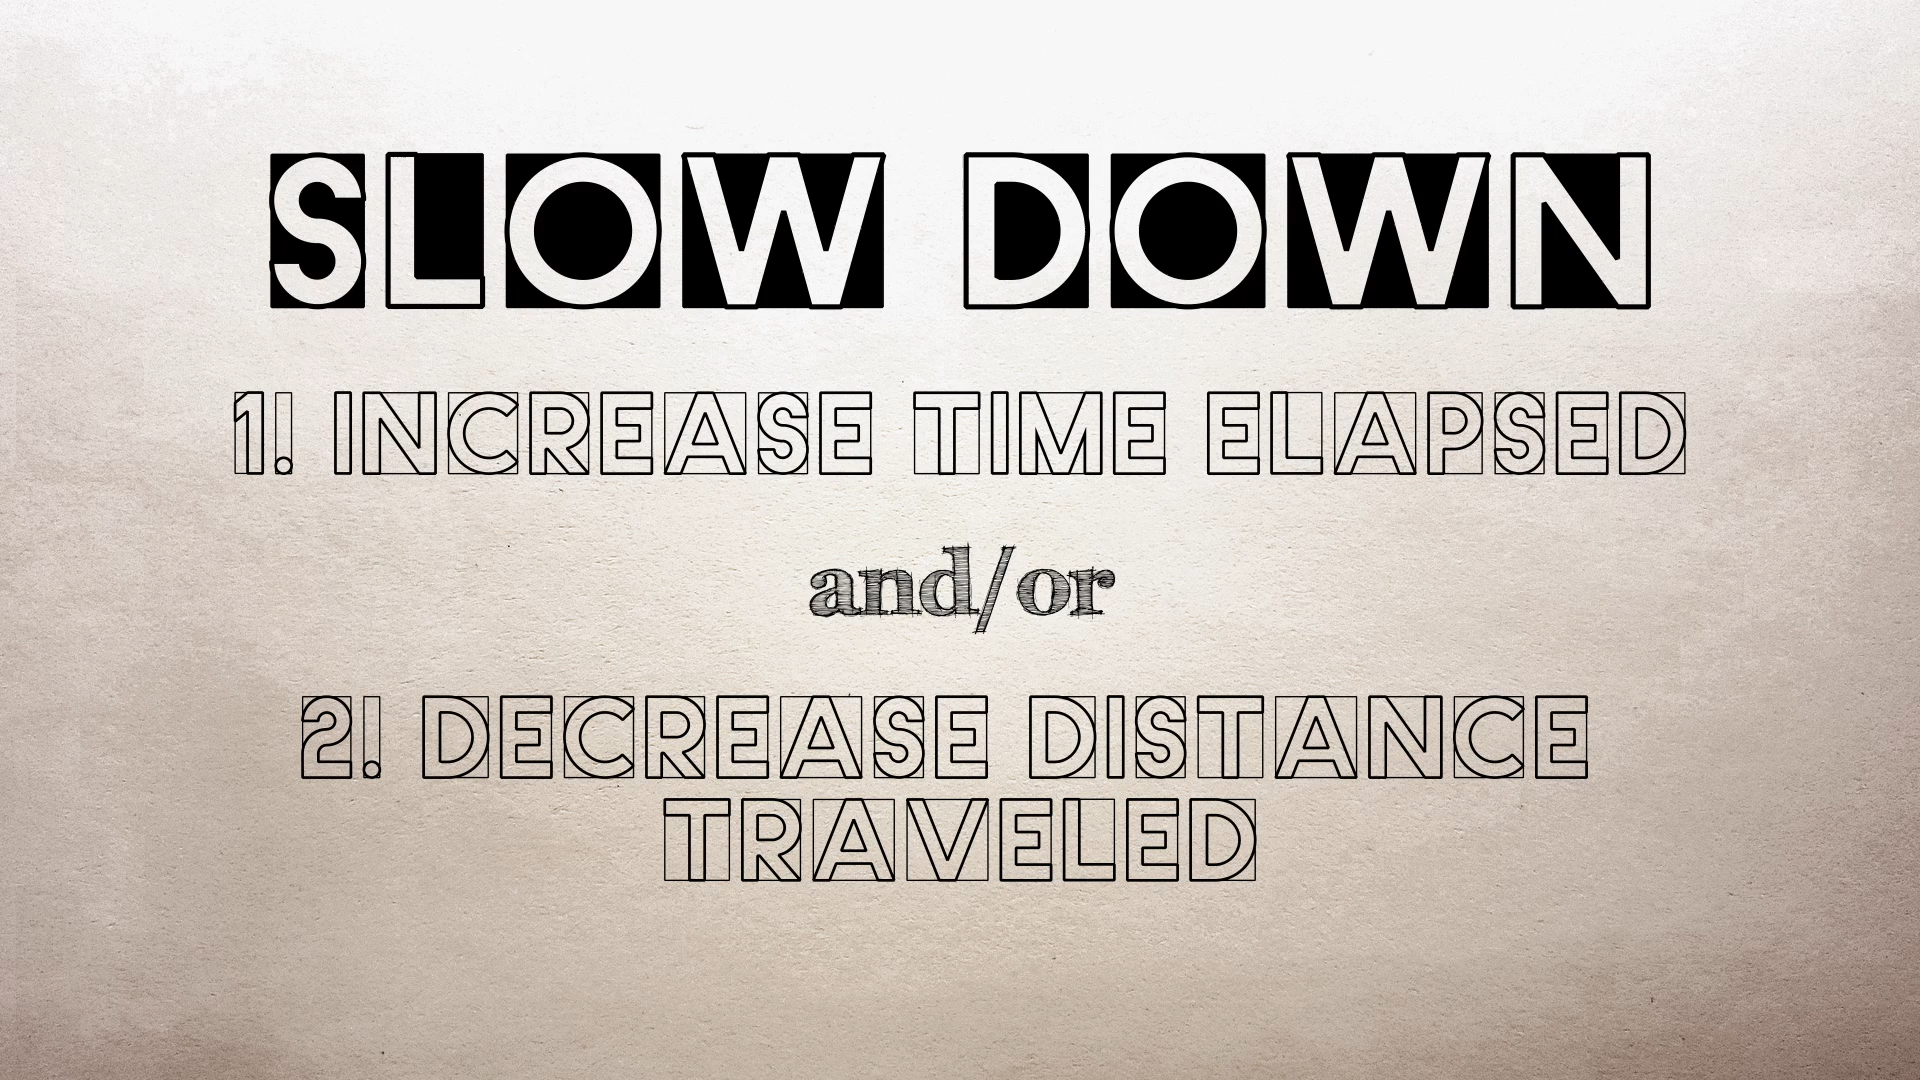 SLOW DOWN
1. INCREASE TIME ELAPSED
and/or
2. DECREASE DISTANCE
TRAVELED